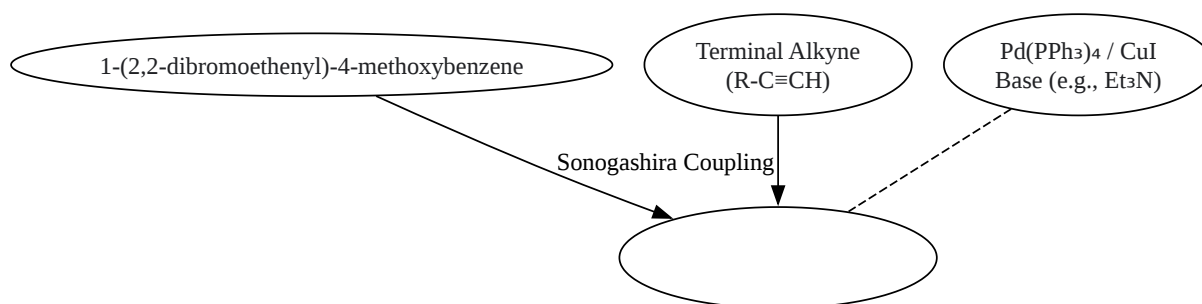 1-(2,2-dibromoethenyl)-4-methoxybenzene
Terminal Alkyne
(R-C≡CH)
Pd(PPh₃)₄ / CuI
Base (e.g., Et₃N)
Sonogashira Coupling